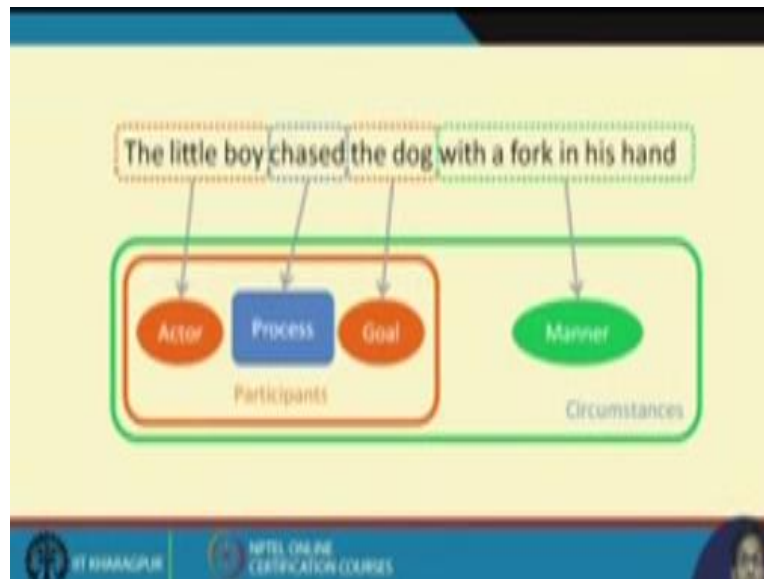 The little boy chased the dog with a fork in his hand
Actor Process Goal Manner
Participants
Circumstances
IIT KHARAGPUR
NPTEL ONLINE
CERTIFICATION COURSES